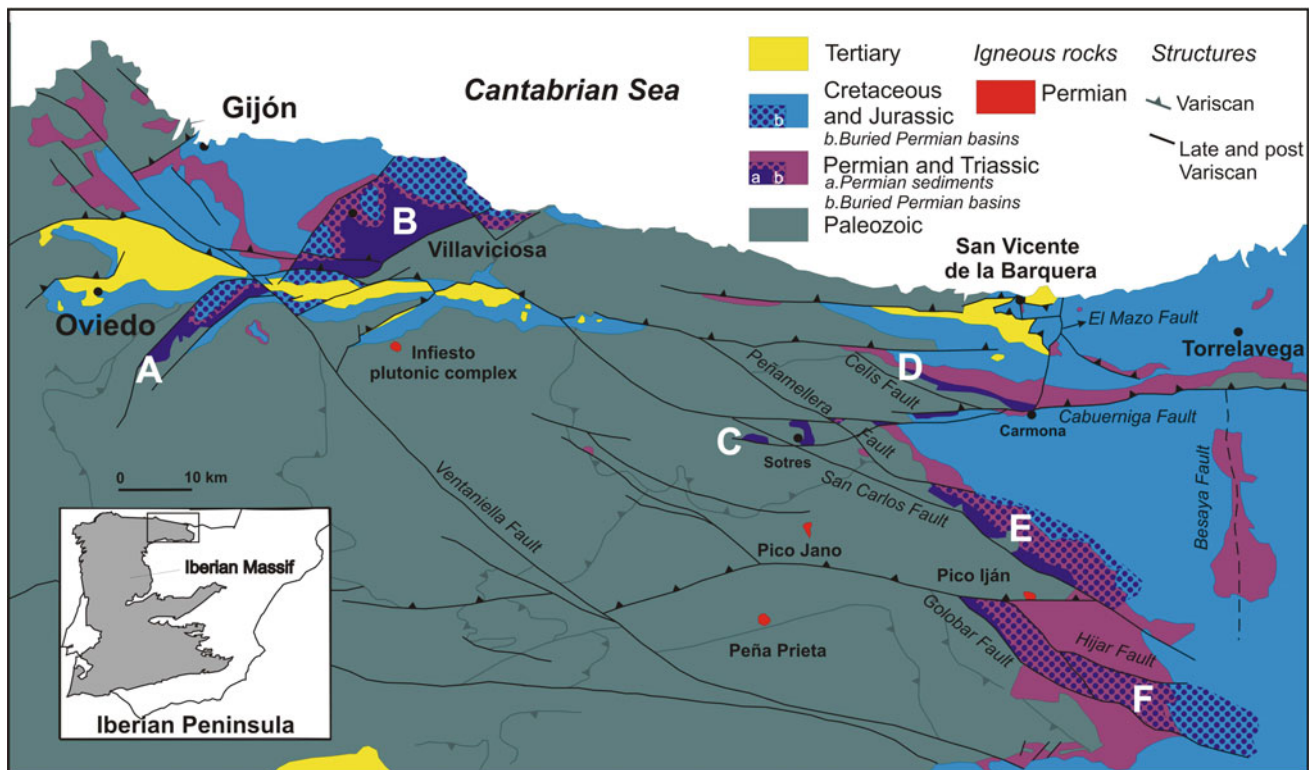 Gijón
Cantabrian Sea
Tertiary
Igneous rocks
Structures
Cretaceous
and Jurassic
b
b.Buried Permian basins
Permian
Variscan
Permian and Triassic
a b
a.Permian sediments
b.Buried Permian basins
Late and post
Variscan
Paleozoic
B
Villaviciosa
San Vicente
de la Barquera
Oviedo
A
Infiesto
plutonic complex
El Mazo Fault
Torrelavega
D
Celis Fault
Peñamellera
Fault
Cabuerniga Fault
Carmona
C
Sotres
San Carlos Fault
0 10 km
Ventaniella Fault
Besaya Fault
E
Pico Jano
Pico Iján
Iberian Massif
Golobar Fault
Hijar Fault
Peña Prieta
F
Iberian Peninsula